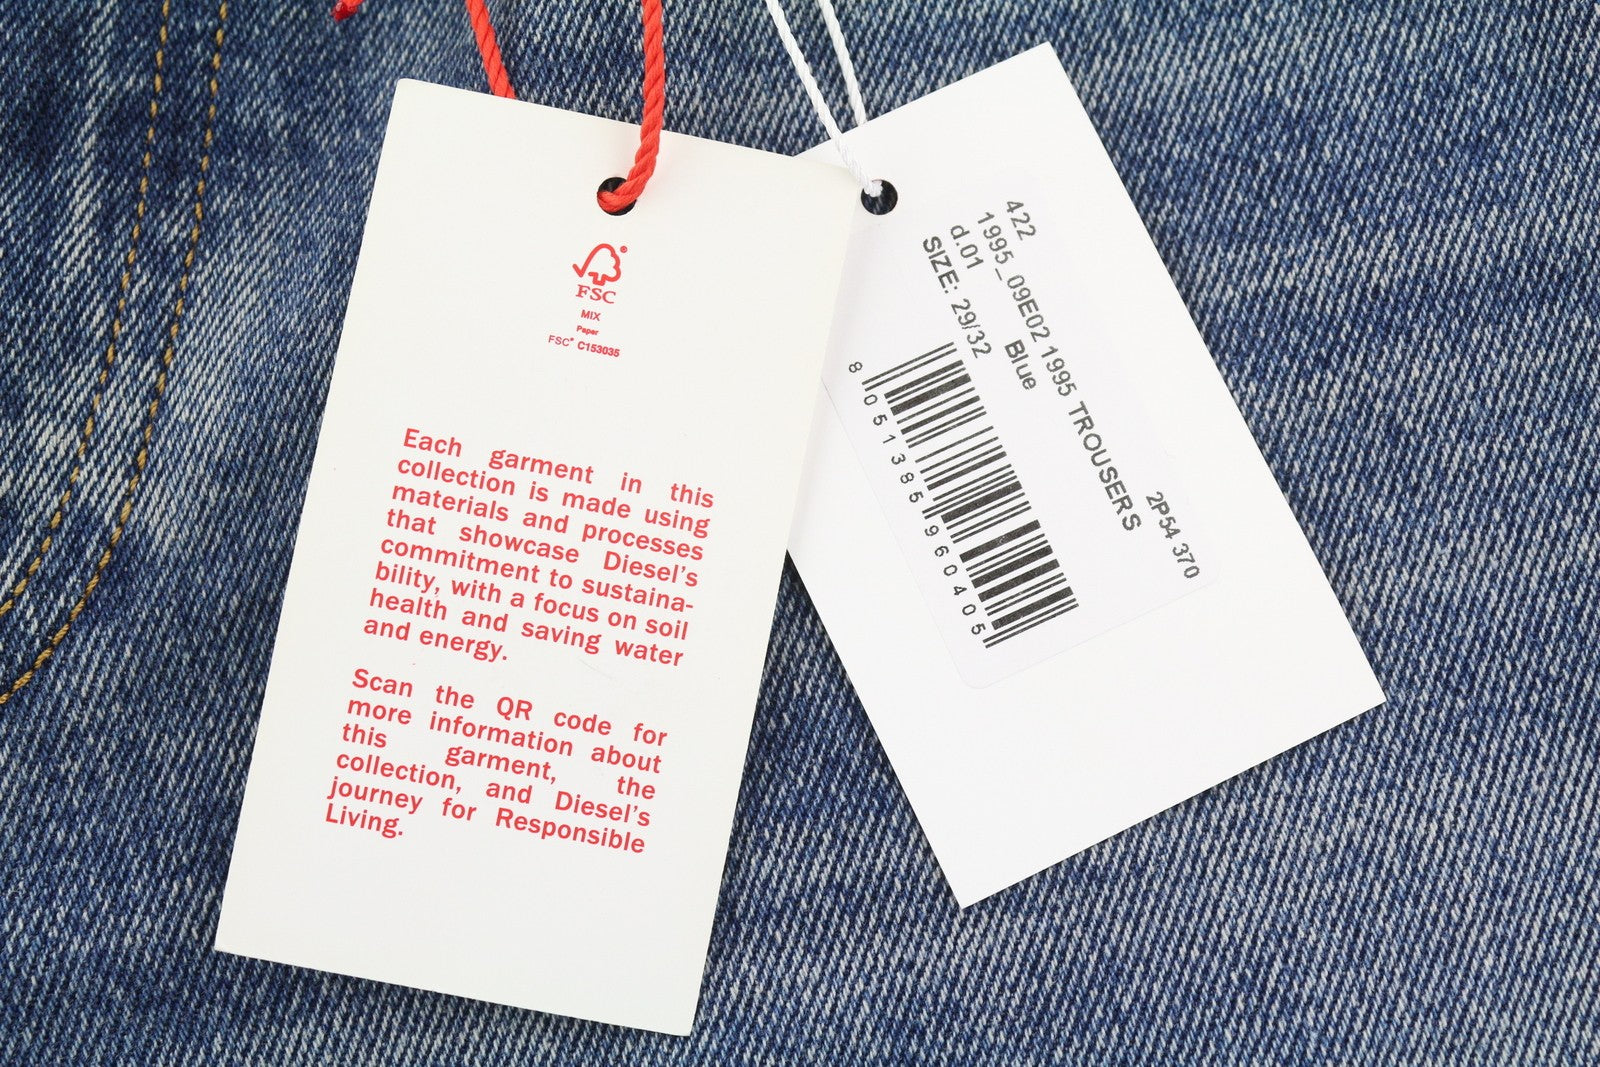 FSC®
MIX
Paper
FSC® C153035
Each garment in this
collection is made using
materials and processes
that showcase Diesel's
commitment to sustaina-
bility, with a focus on soil
health and saving water
and energy.
Scan the QR code for
more information about
this garment, the
collection, and Diesel's
journey for Responsible
Living.
422 2P54 370
1995_09E02 1995 TROUSERS
d.01 Blue
SIZE: 29/32
8 051385 960405